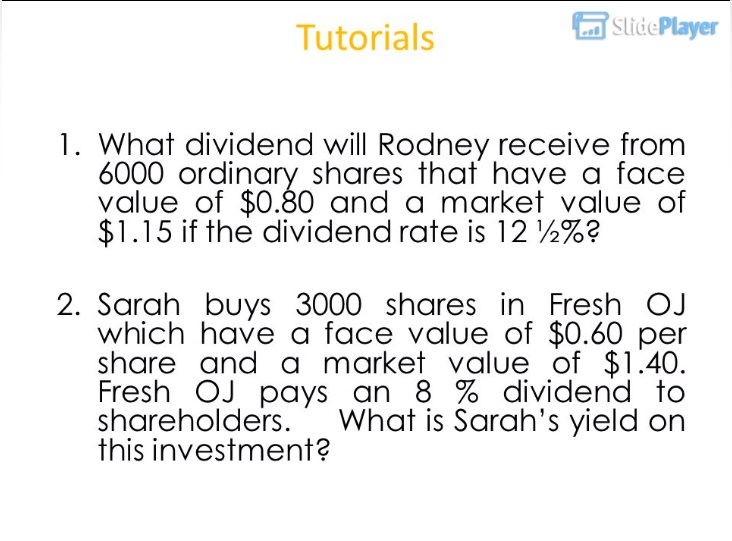 Tutorials
SlidePlayer
1. What dividend will Rodney receive from
6000 ordinary shares that have a face
value of $0.80 and a market value of
$1.15 if the dividend rate is 12 ½%?
2. Sarah buys 3000 shares in Fresh OJ
which have a face value of $0.60 per
share and a market value of $1.40.
Fresh OJ pays an 8 % dividend to
shareholders. What is Sarah’s yield on
this investment?